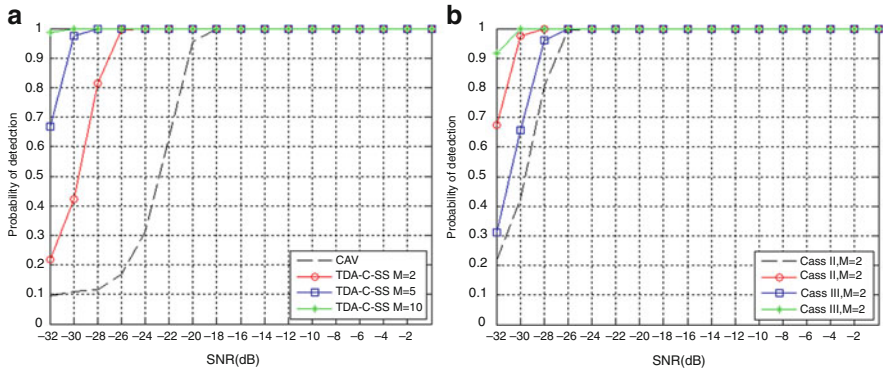 a
1
0.9
0.8
0.7
0.6
0.5
0.4
0.3
0.2
0.1
0
Probability of detedction
−32 −30 −28 −26 −24 −22 −20 −18 −16 −14 −12 −10 −8 −6 −4 −2
SNR(dB)
CAV
TDA-C-SS M=2
TDA-C-SS M=5
TDA-C-SS M=10
b
1
0.9
0.8
0.7
0.6
0.5
0.4
0.3
0.2
0.1
0
Probability of detedction
−32 −30 −28 −26 −24 −22 −20 −18 −16 −14 −12 −10 −8 −6 −4 −2
SNR(dB)
Cass II,M=2
Cass II,M=2
Cass III,M=2
Cass III,M=2